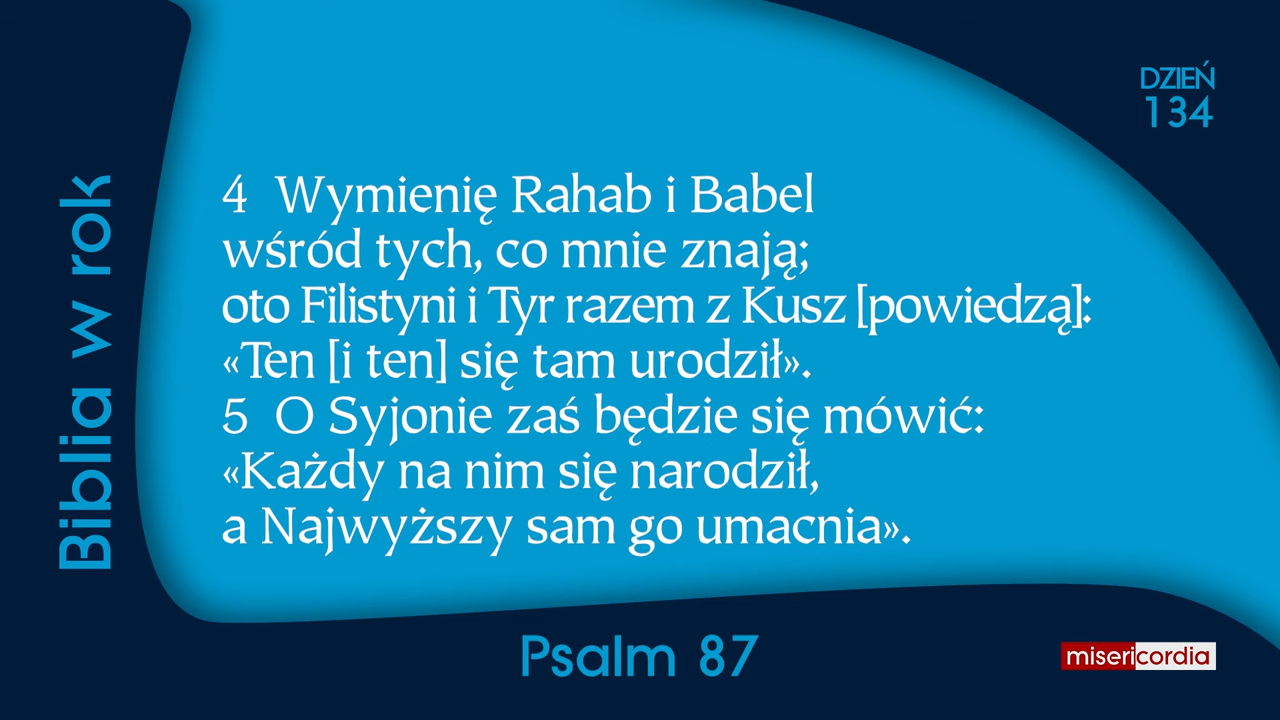 DZIEŃ
134
Biblia w rok
4 Wymienię Rahab i Babel
wśród tych, co mnie znają;
oto Filistyni i Tyr razem z Kusz [powiedzą]:
«Ten [i ten] się tam urodził».
5 O Syjonie zaś będzie się mówić:
«Każdy na nim się narodził,
a Najwyższy sam go umacnia».
Psalm 87
misericordia